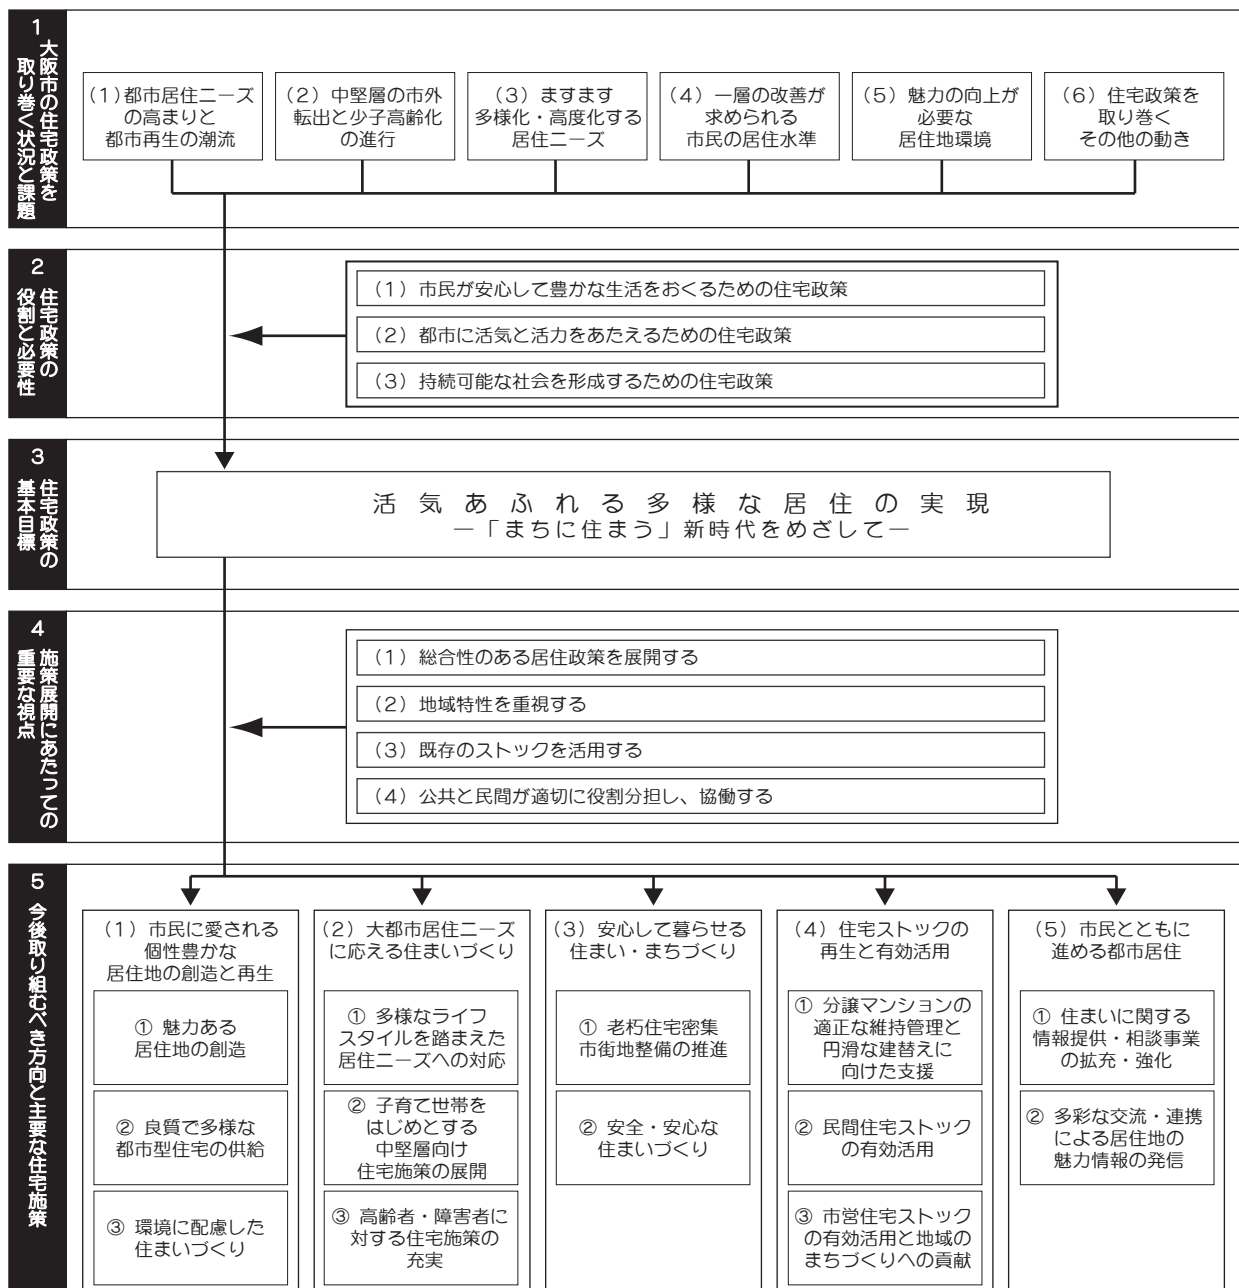 1
大阪市の住宅政策を
取り巻く状況と課題
（1）都市居住ニーズ
の高まりと
都市再生の潮流
（2）中堅層の市外
転出と少子高齢化
の進行
（3）ますます
多様化・高度化する
居住ニーズ
（4）一層の改善が
求められる
市民の居住水準
（5）魅力の向上が
必要な
居住地環境
（6）住宅政策を
取り巻く
その他の動き
2
住宅政策の
役割と必要性
（1）市民が安心して豊かな生活をおくるための住宅政策
（2）都市に活気と活力をあたえるための住宅政策
（3）持続可能な社会を形成するための住宅政策
3
住宅政策の
基本目標
活気あふれる多様な居住の実現
―「まちに住まう」新時代をめざして―
4
施策展開にあたっての
重要な視点
（1）総合性のある居住政策を展開する
（2）地域特性を重視する
（3）既存のストックを活用する
（4）公共と民間が適切に役割分担し、協働する
5
今後取り組むべき方向と主要な住宅施策
（1）市民に愛される
個性豊かな
居住地の創造と再生
① 魅力ある
居住地の創造
② 良質で多様な
都市型住宅の供給
③ 環境に配慮した
住まいづくり
（2）大都市居住ニーズ
に応える住まいづくり
① 多様なライフ
スタイルを踏まえた
居住ニーズへの対応
② 子育て世帯を
はじめとする
中堅層向け
住宅施策の展開
③ 高齢者・障害者に
対する住宅施策の
充実
（3）安心して暮らせる
住まい・まちづくり
① 老朽住宅密集
市街地整備の推進
② 安全・安心な
住まいづくり
（4）住宅ストックの
再生と有効活用
① 分譲マンションの
適正な維持管理と
円滑な建替えに
向けた支援
② 民間住宅ストック
の有効活用
③ 市営住宅ストック
の有効活用と地域の
まちづくりへの貢献
（5）市民とともに
進める都市居住
① 住まいに関する
情報提供・相談事業
の拡充・強化
② 多彩な交流・連携
による居住地の
魅力情報の発信